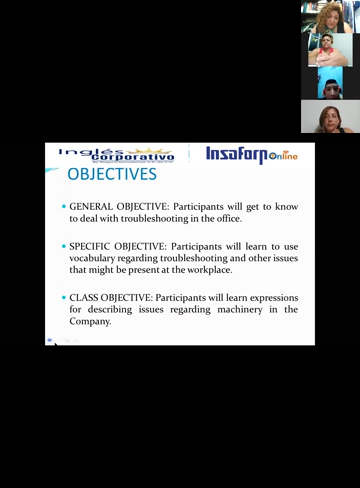 Inglés
Corporativo
Insaforp Online
OBJECTIVES
GENERAL OBJECTIVE: Participants will get to know
to deal with troubleshooting in the office.
SPECIFIC OBJECTIVE: Participants will learn to use
vocabulary regarding troubleshooting and other issues
that might be present at the workplace.
CLASS OBJECTIVE: Participants will learn expressions
for describing issues regarding machinery in the
Company.